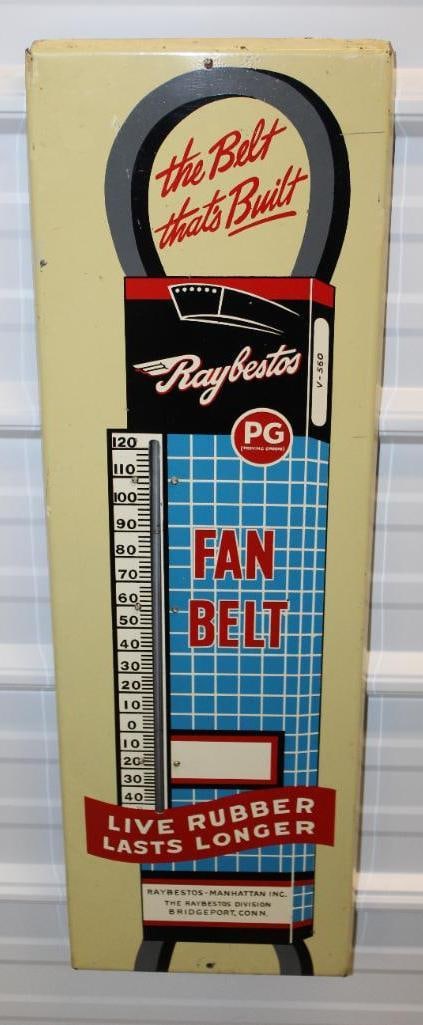 the Belt
that's Built
Raybestos
V-560
PG
(PROVING GROUND)
120
110
100
90
80
70
60
50
40
30
20
10
0
10
20
30
40
FAN
BELT
LIVE RUBBER
LASTS LONGER
RAYBESTOS-MANHATTAN INC.
THE RAYBESTOS DIVISION
BRIDGEPORT, CONN.